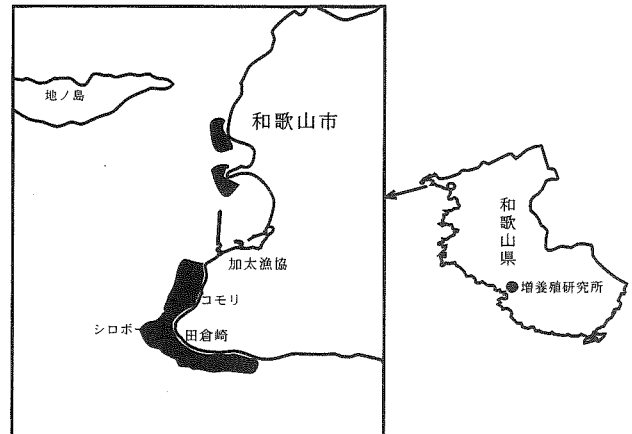 地ノ島
和歌山市
加太漁協
コモリ
シロボ
田倉崎
和歌山県
増養殖研究所